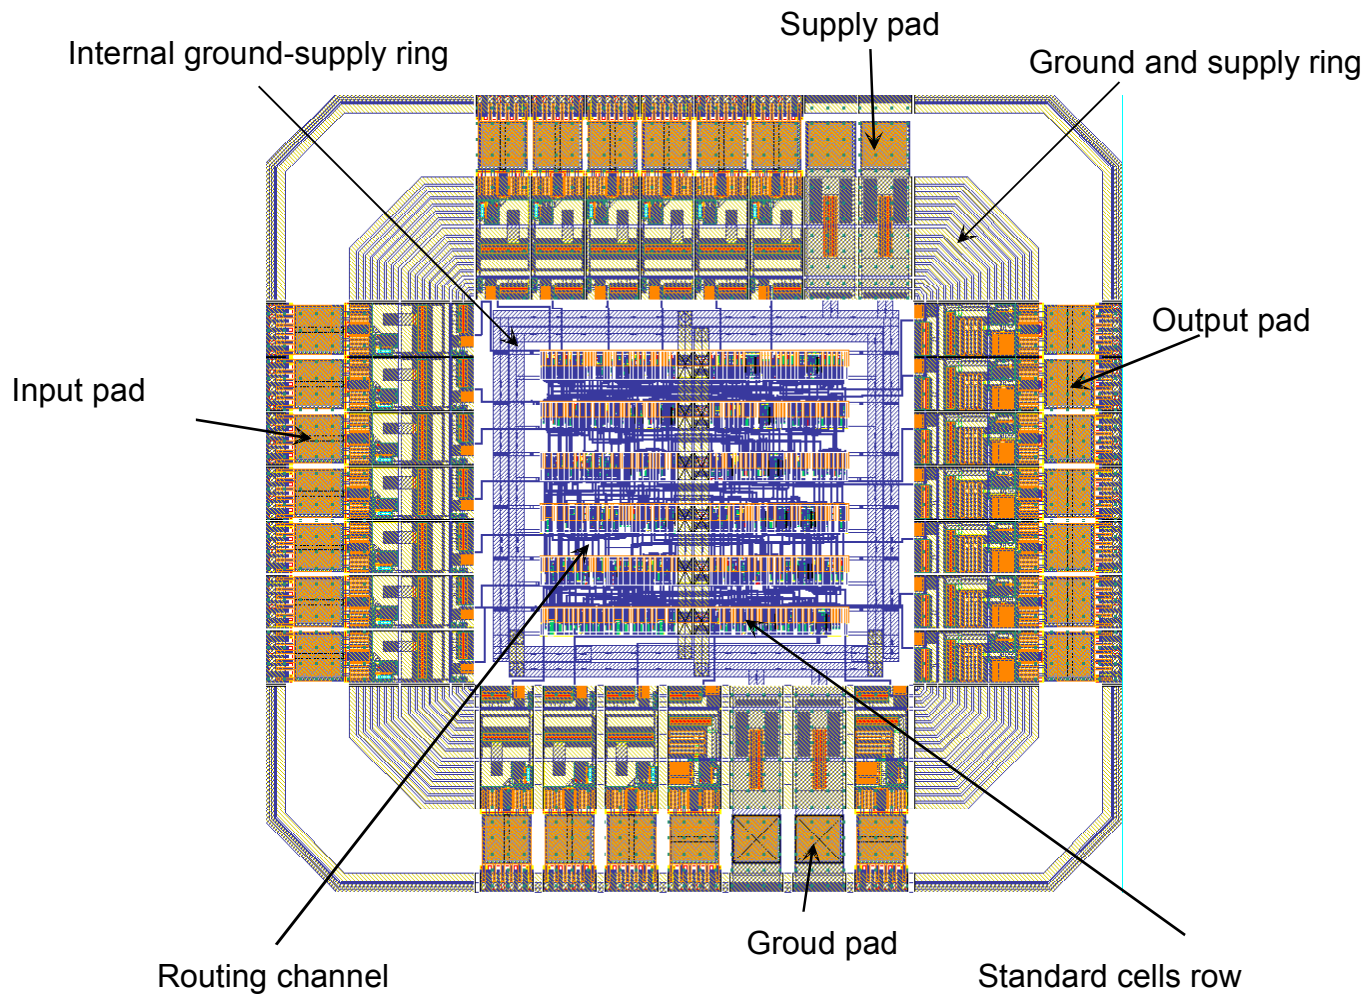 Supply pad
Internal ground-supply ring
Ground and supply ring
Output pad
Input pad
Groud pad
Routing channel
Standard cells row